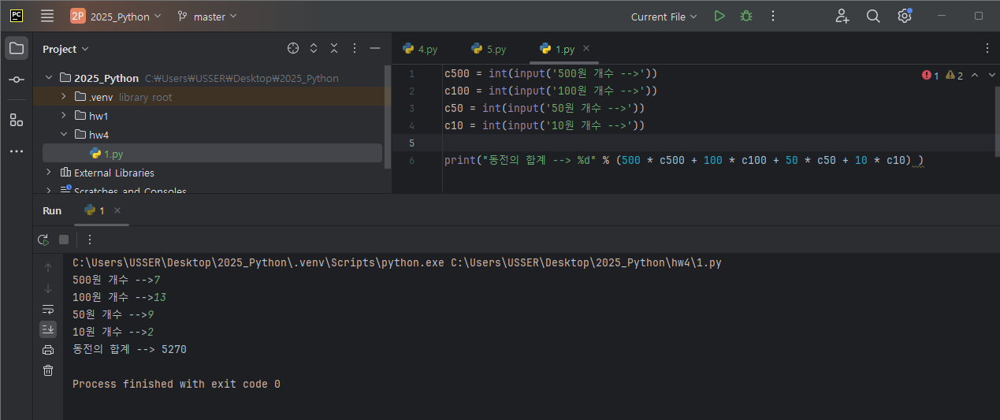 PC 2P 2025_Python master Current File
Project
4.py 5.py 1.py
2025_Python C:₩Users₩USSER₩Desktop₩2025_Python
.venv library root
hw1
hw4
1.py
External Libraries
Scratches and Consoles
1 c500 = int(input('500원 개수 -->'))
2 c100 = int(input('100원 개수 -->'))
3 c50 = int(input('50원 개수 -->'))
4 c10 = int(input('10원 개수 -->'))
5
6 print("동전의 합계 --> %d" % (500 * c500 + 100 * c100 + 50 * c50 + 10 * c10) )
1 2
Run 1
C:\Users\USSER\Desktop\2025_Python\.venv\Scripts\python.exe C:\Users\USSER\Desktop\2025_Python\hw4\1.py
500원 개수 -->7
100원 개수 -->13
50원 개수 -->9
10원 개수 -->2
동전의 합계 --> 5270
Process finished with exit code 0